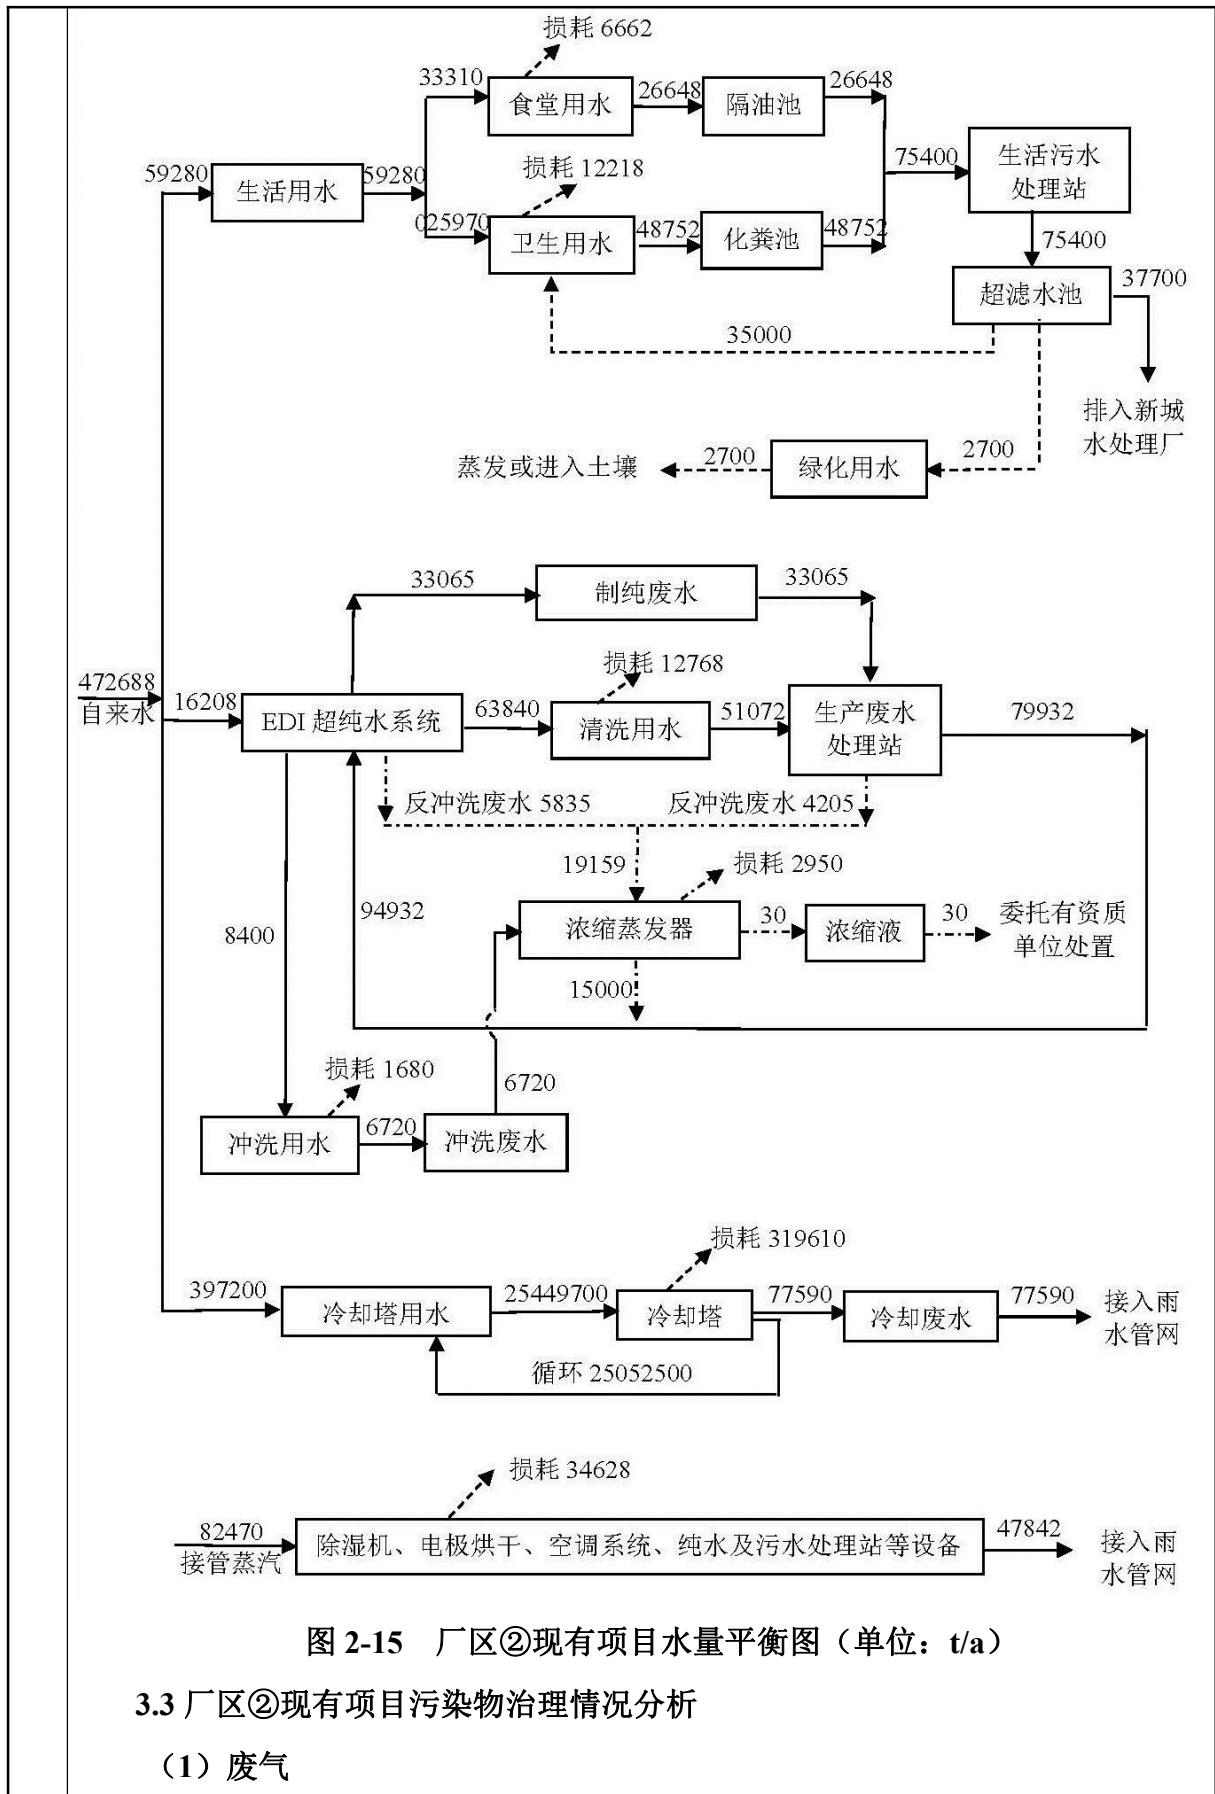 损耗 6662
33310
食堂用水
26648
隔油池
26648
59280
生活用水
59280
损耗 12218
025970
卫生用水
48752
化粪池
48752
75400
生活污水
处理站
75400
超滤水池
37700
35000
排入新城
水处理厂
蒸发或进入土壤
2700
绿化用水
2700
33065
制纯废水
33065
472688
自来水
16208
EDI 超纯水系统
63840
损耗 12768
清洗用水
51072
生产废水
处理站
79932
反冲洗废水 5835
反冲洗废水 4205
19159
损耗 2950
94932
8400
浓缩蒸发器
30
浓缩液
30
委托有资质
单位处置
15000
损耗 1680
6720
冲洗用水
6720
冲洗废水
损耗 319610
397200
冷却塔用水
25449700
冷却塔
77590
冷却废水
77590
接入雨
水管网
循环 25052500
损耗 34628
82470
接管蒸汽
除湿机、电极烘干、空调系统、纯水及污水处理站等设备
47842
接入雨
水管网
图 2-15 厂区②现有项目水量平衡图（单位：t/a）
3.3 厂区②现有项目污染物治理情况分析
（1）废气